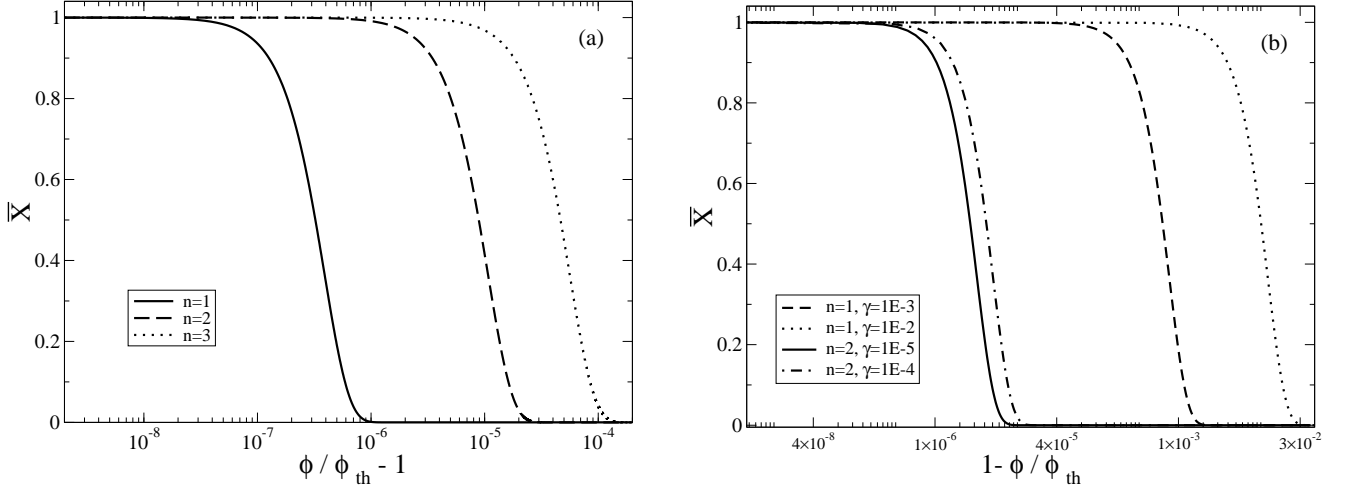 (a)
1
0.8
0.6
0.4
0.2
0
X̅
n=1
n=2
n=3
10⁻⁸ 10⁻⁷ 10⁻⁶ 10⁻⁵ 10⁻⁴
ϕ / ϕ_th - 1
(b)
1
0.8
0.6
0.4
0.2
0
X̅
n=1, γ=1E-3
n=1, γ=1E-2
n=2, γ=1E-5
n=2, γ=1E-4
4×10⁻⁸ 1×10⁻⁶ 4×10⁻⁵ 1×10⁻³ 3×10⁻²
1- ϕ / ϕ_th